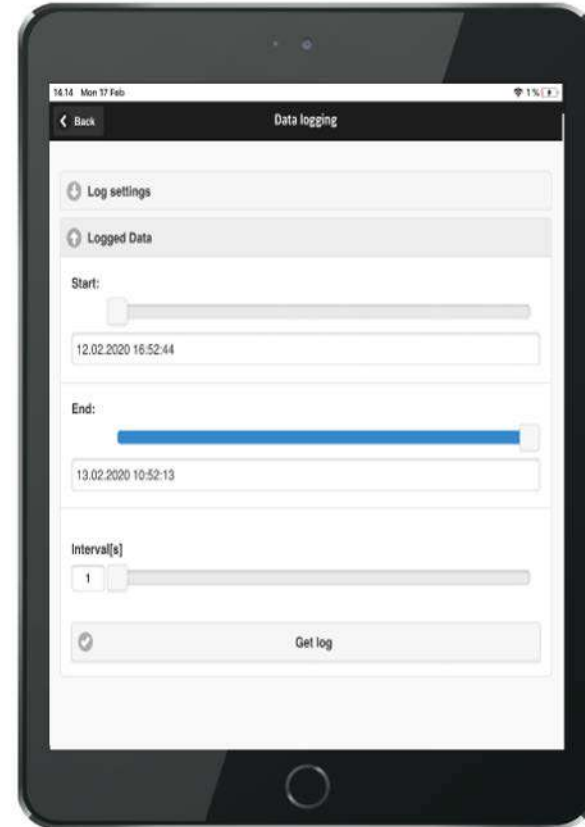 14.14 Mon 17 Feb 1%
Back Data logging
Log settings
Logged Data
Start:
12.02.2020 16:52:44
End:
13.02.2020 10:52:13
Interval[s]
1
Get log